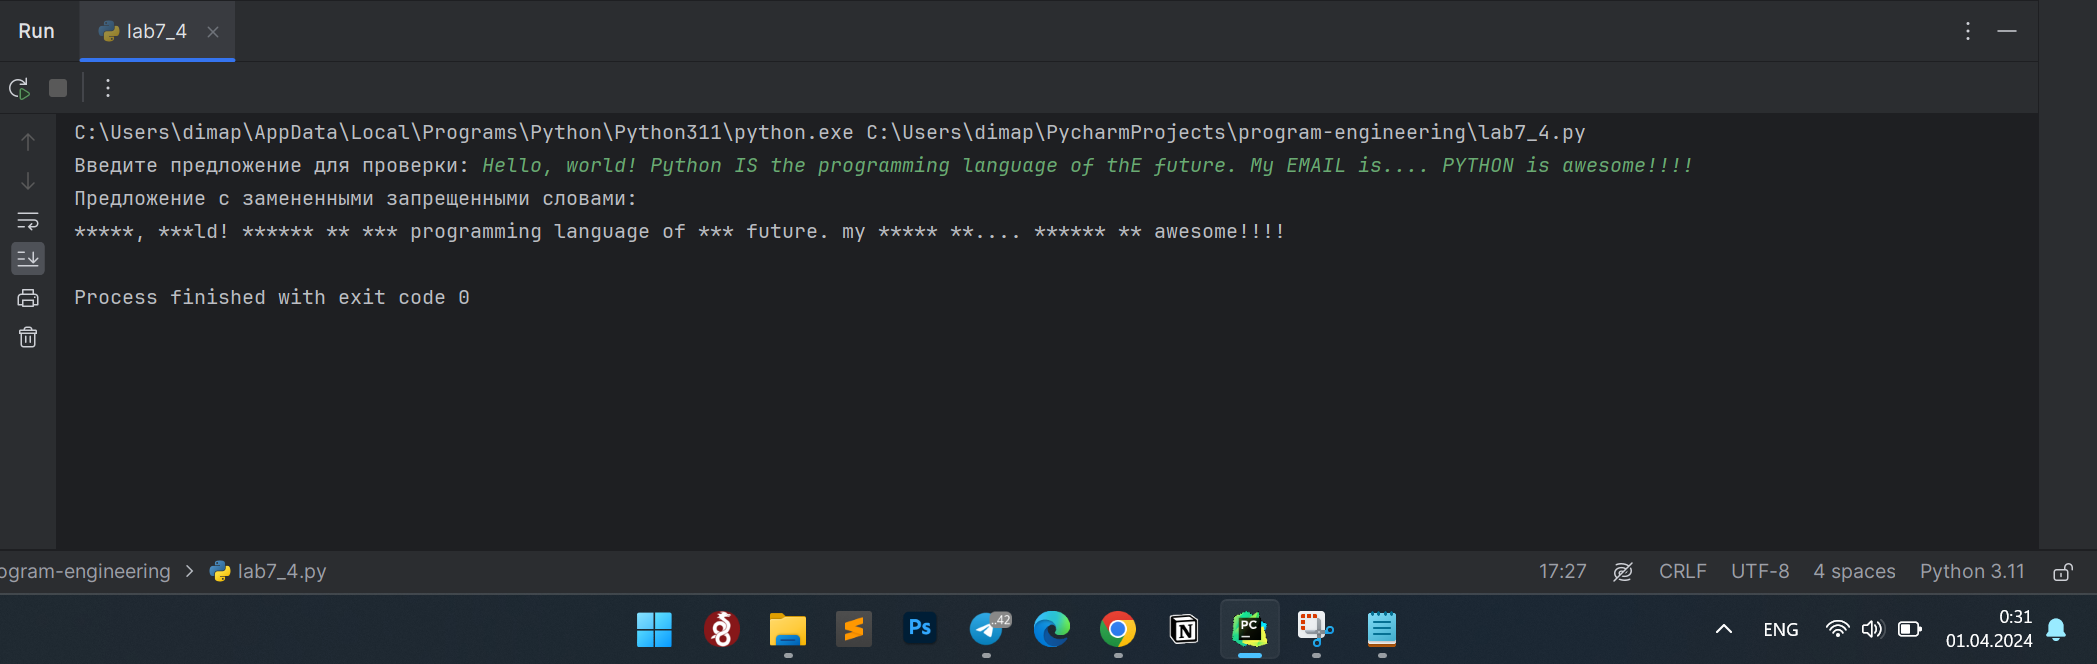 Run lab7_4
C:\Users\dimap\AppData\Local\Programs\Python\Python311\python.exe C:\Users\dimap\PycharmProjects\program-engineering\lab7_4.py
Введите предложение для проверки: Hello, world! Python IS the programming language of thE future. My EMAIL is.... PYTHON is awesome!!!!
Предложение с замененными запрещенными словами:
*****, ***ld! ****** ** *** programming language of *** future. my ***** **.... ****** ** awesome!!!!
Process finished with exit code 0
ogram-engineering > lab7_4.py 17:27 CRLF UTF-8 4 spaces Python 3.11
Ps ..42 N PC ENG 0:31
01.04.2024